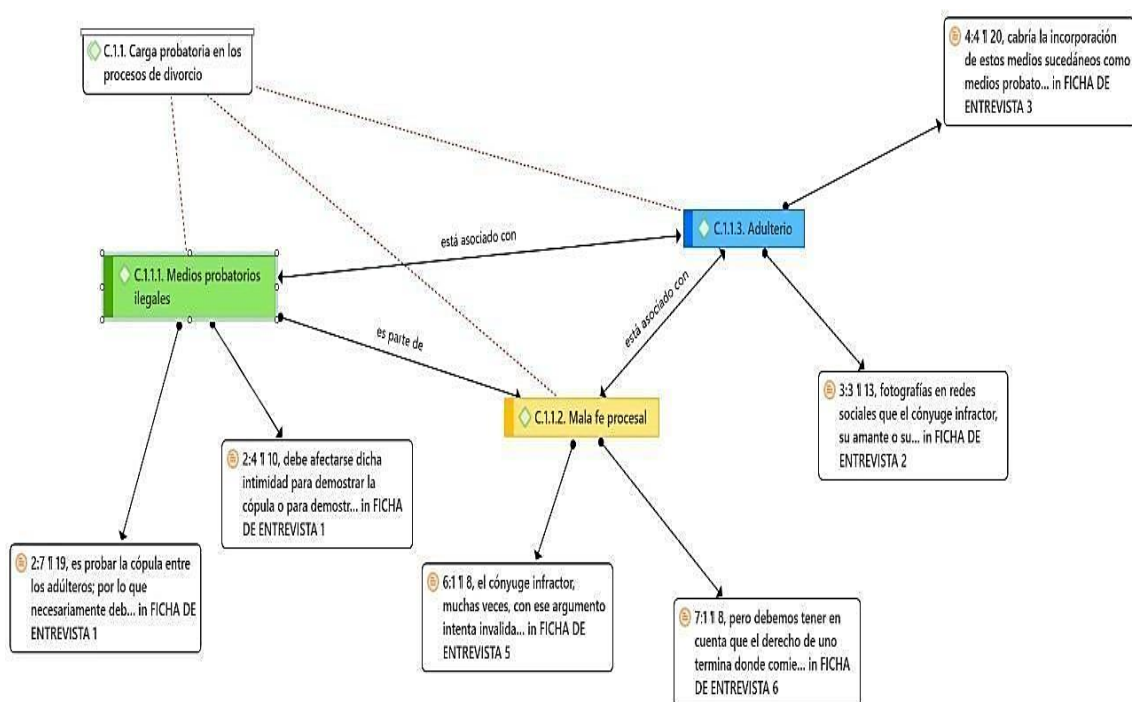 C.1.1. Carga probatoria en los
procesos de divorcio
4:4 ¶ 20, cabría la incorporación
de estos medios sucedáneos como
medios probato... in FICHA DE
ENTREVISTA 3
C.1.1.3. Adulterio
está asociado con
C.1.1.1. Medios probatorios
ilegales
está asociado con
es parte de
3:3 ¶ 13, fotografías en redes
sociales que el cónyuge infractor,
su amante o su... in FICHA DE
ENTREVISTA 2
C.1.1.2. Mala fe procesal
2:4 ¶ 10, debe afectarse dicha
intimidad para demostrar la
cópula o para demostr... in FICHA
DE ENTREVISTA 1
2:7 ¶ 19, es probar la cópula entre
los adúlteros; por lo que
necesariamente deb... in FICHA DE
ENTREVISTA 1
6:1 ¶ 8, el cónyuge infractor,
muchas veces, con ese argumento
intenta invalida... in FICHA DE
ENTREVISTA 5
7:1 ¶ 8, pero debemos tener en
cuenta que el derecho de uno
termina donde comie... in FICHA
DE ENTREVISTA 6